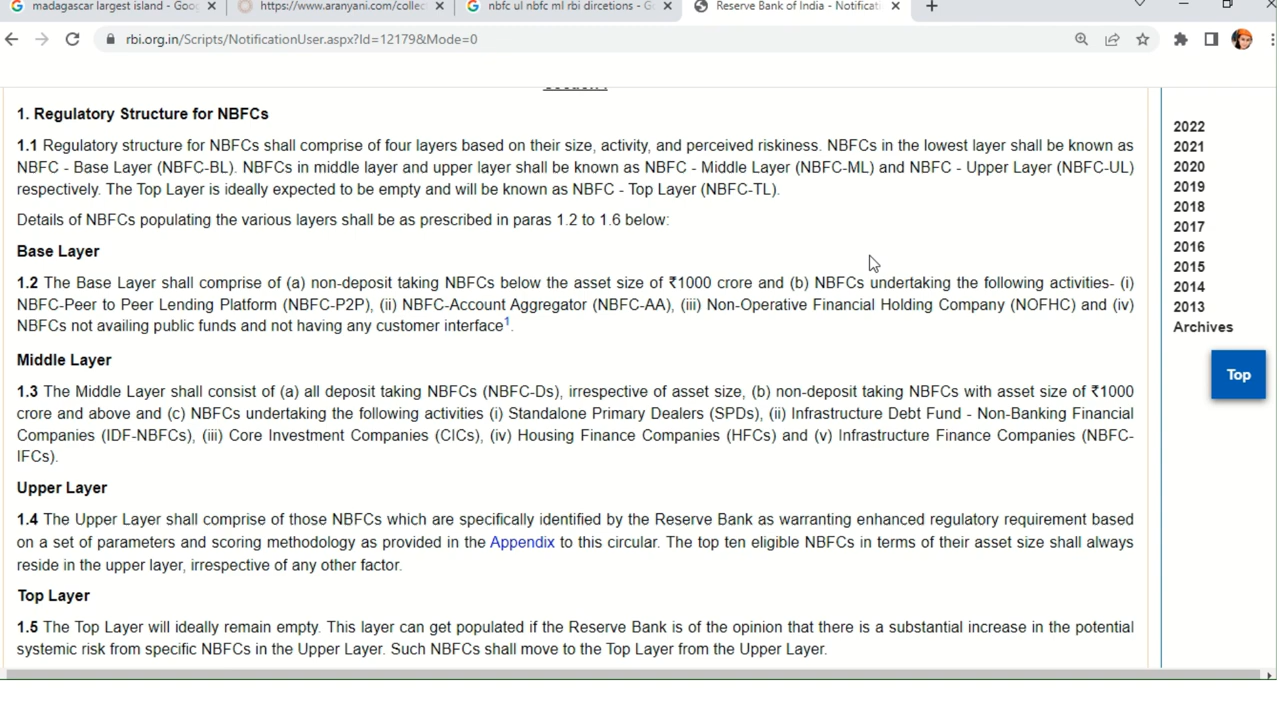 madagascar largest island - Goo
https://www.aranyani.com/collec
nbfc ul nbfc ml rbi dircetions - G
Reserve Bank of India - Notificati
rbi.org.in/Scripts/NotificationUser.aspx?Id=12179&Mode=0
1. Regulatory Structure for NBFCs
1.1 Regulatory structure for NBFCs shall comprise of four layers based on their size, activity, and perceived riskiness. NBFCs in the lowest layer shall be known as
NBFC - Base Layer (NBFC-BL). NBFCs in middle layer and upper layer shall be known as NBFC - Middle Layer (NBFC-ML) and NBFC - Upper Layer (NBFC-UL)
respectively. The Top Layer is ideally expected to be empty and will be known as NBFC - Top Layer (NBFC-TL).
Details of NBFCs populating the various layers shall be as prescribed in paras 1.2 to 1.6 below:
Base Layer
1.2 The Base Layer shall comprise of (a) non-deposit taking NBFCs below the asset size of ₹1000 crore and (b) NBFCs undertaking the following activities- (i)
NBFC-Peer to Peer Lending Platform (NBFC-P2P), (ii) NBFC-Account Aggregator (NBFC-AA), (iii) Non-Operative Financial Holding Company (NOFHC) and (iv)
NBFCs not availing public funds and not having any customer interface1.
Middle Layer
1.3 The Middle Layer shall consist of (a) all deposit taking NBFCs (NBFC-Ds), irrespective of asset size, (b) non-deposit taking NBFCs with asset size of ₹1000
crore and above and (c) NBFCs undertaking the following activities (i) Standalone Primary Dealers (SPDs), (ii) Infrastructure Debt Fund - Non-Banking Financial
Companies (IDF-NBFCs), (iii) Core Investment Companies (CICs), (iv) Housing Finance Companies (HFCs) and (v) Infrastructure Finance Companies (NBFC-
IFCs).
Upper Layer
1.4 The Upper Layer shall comprise of those NBFCs which are specifically identified by the Reserve Bank as warranting enhanced regulatory requirement based
on a set of parameters and scoring methodology as provided in the Appendix to this circular. The top ten eligible NBFCs in terms of their asset size shall always
reside in the upper layer, irrespective of any other factor.
Top Layer
1.5 The Top Layer will ideally remain empty. This layer can get populated if the Reserve Bank is of the opinion that there is a substantial increase in the potential
systemic risk from specific NBFCs in the Upper Layer. Such NBFCs shall move to the Top Layer from the Upper Layer.
2022
2021
2020
2019
2018
2017
2016
2015
2014
2013
Archives
Top